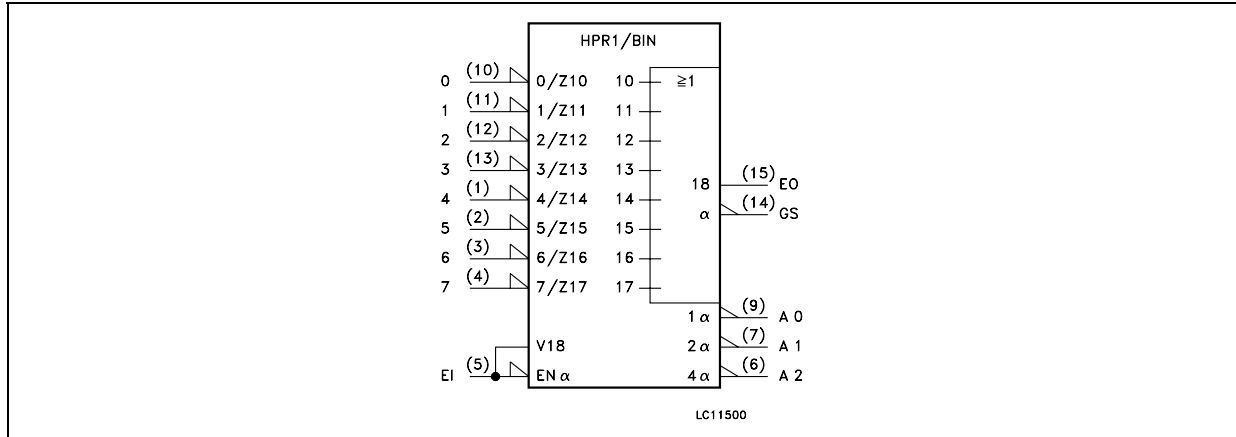 HPR1/BIN
0 (10) 0/Z10 10 ≧1
1 (11) 1/Z11 11
2 (12) 2/Z12 12
3 (13) 3/Z13 13
18 (15) EO
4 (1) 4/Z14 14
α (14) GS
5 (2) 5/Z15 15
6 (3) 6/Z16 16
7 (4) 7/Z17 17
1α (9) A0
V18 2α (7) A1
EI (5) ENα 4α (6) A2
LC11500